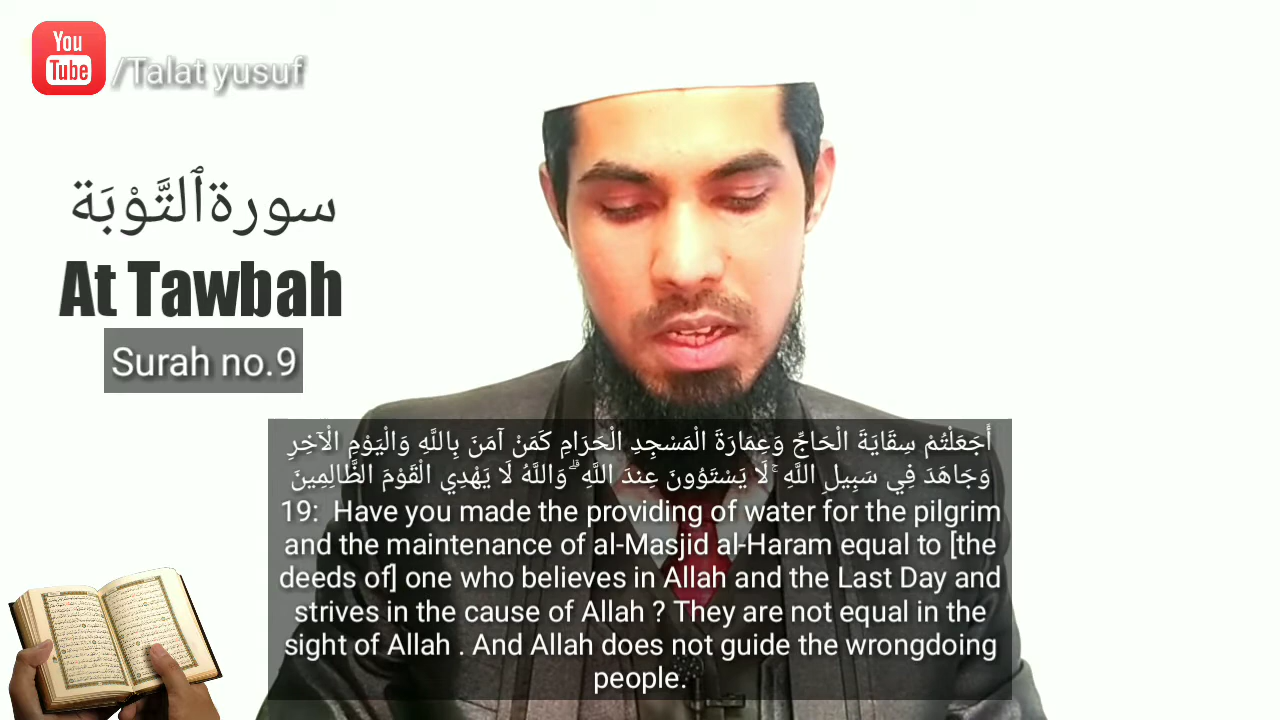 You
Tube
/Talat yusuf
سورةٱلتَّوْبَة
At Tawbah
Surah no.9
أَجَعَلْتُمْ سِقَايَةَ الْحَاجِّ وَعِمَارَةَ الْمَسْجِدِ الْحَرَامِ كَمَنْ آمَنَ بِاللَّهِ وَالْيَوْمِ الْآخِرِ
وَجَاهَدَ فِي سَبِيلِ اللَّهِ ۚ لَا يَسْتَوُونَ عِندَ اللَّهِ ۗ وَاللَّهُ لَا يَهْدِي الْقَوْمَ الظَّالِمِينَ
19:  Have you made the providing of water for the pilgrim
and the maintenance of al-Masjid al-Haram equal to [the
deeds of] one who believes in Allah and the Last Day and
strives in the cause of Allah ? They are not equal in the
sight of Allah . And Allah does not guide the wrongdoing
people.